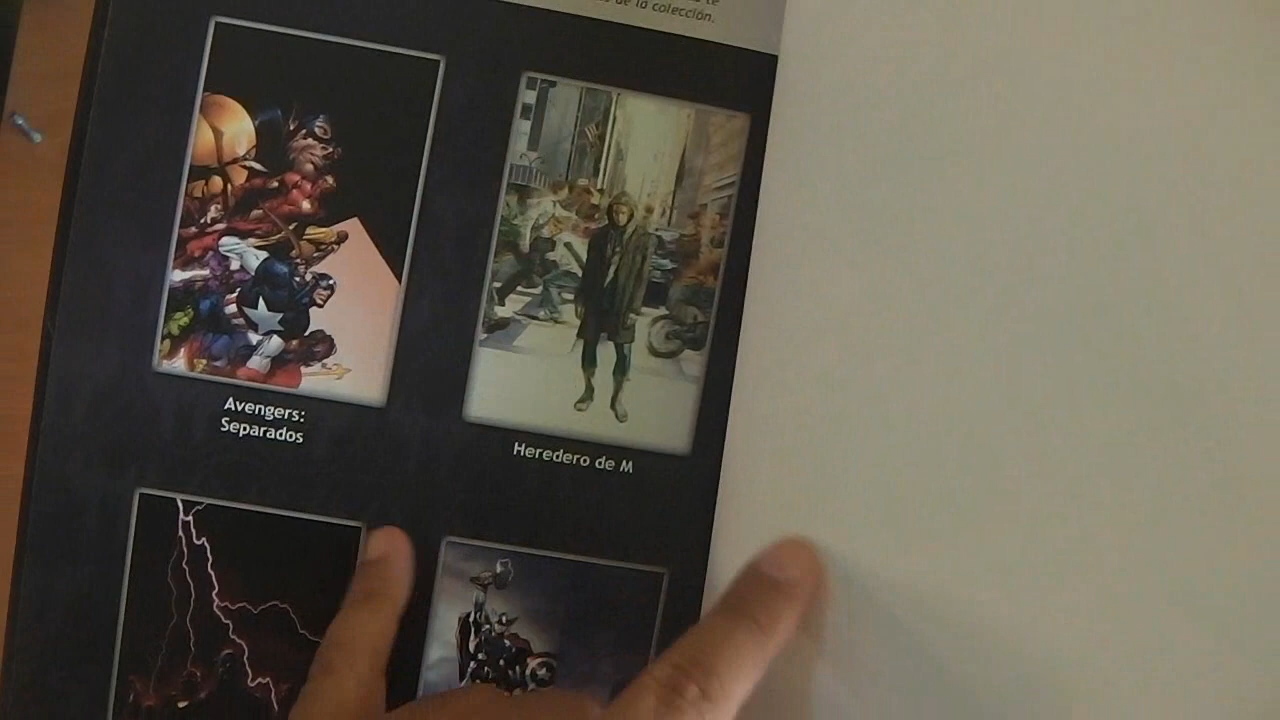 de la colección.
Avengers:
Separados
Heredero de M